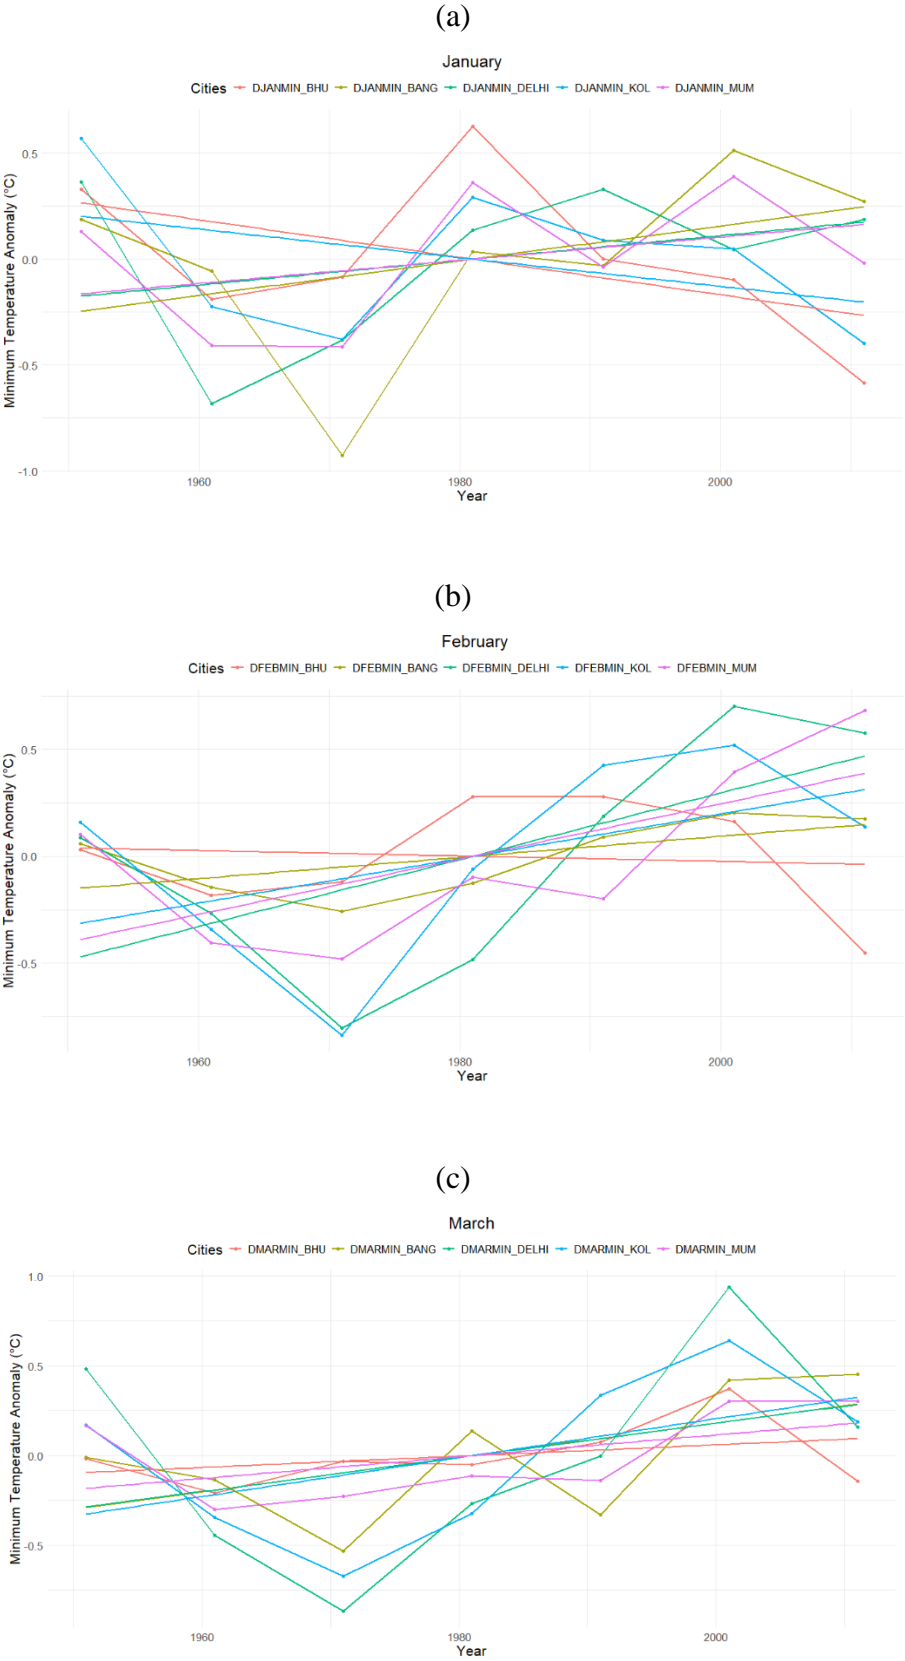 (a)
January
Cities DJANMIN_BHU DJANMIN_BANG DJANMIN_DELHI DJANMIN_KOL DJANMIN_MUM
Minimum Temperature Anomaly (°C)
0.5
0.0
-0.5
-1.0
1960 1980 2000
Year
(b)
February
Cities DFEBMIN_BHU DFEBMIN_BANG DFEBMIN_DELHI DFEBMIN_KOL DFEBMIN_MUM
Minimum Temperature Anomaly (°C)
0.5
0.0
-0.5
1960 1980 2000
Year
(c)
March
Cities DMARMIN_BHU DMARMIN_BANG DMARMIN_DELHI DMARMIN_KOL DMARMIN_MUM
Minimum Temperature Anomaly (°C)
1.0
0.5
0.0
-0.5
1960 1980 2000
Year